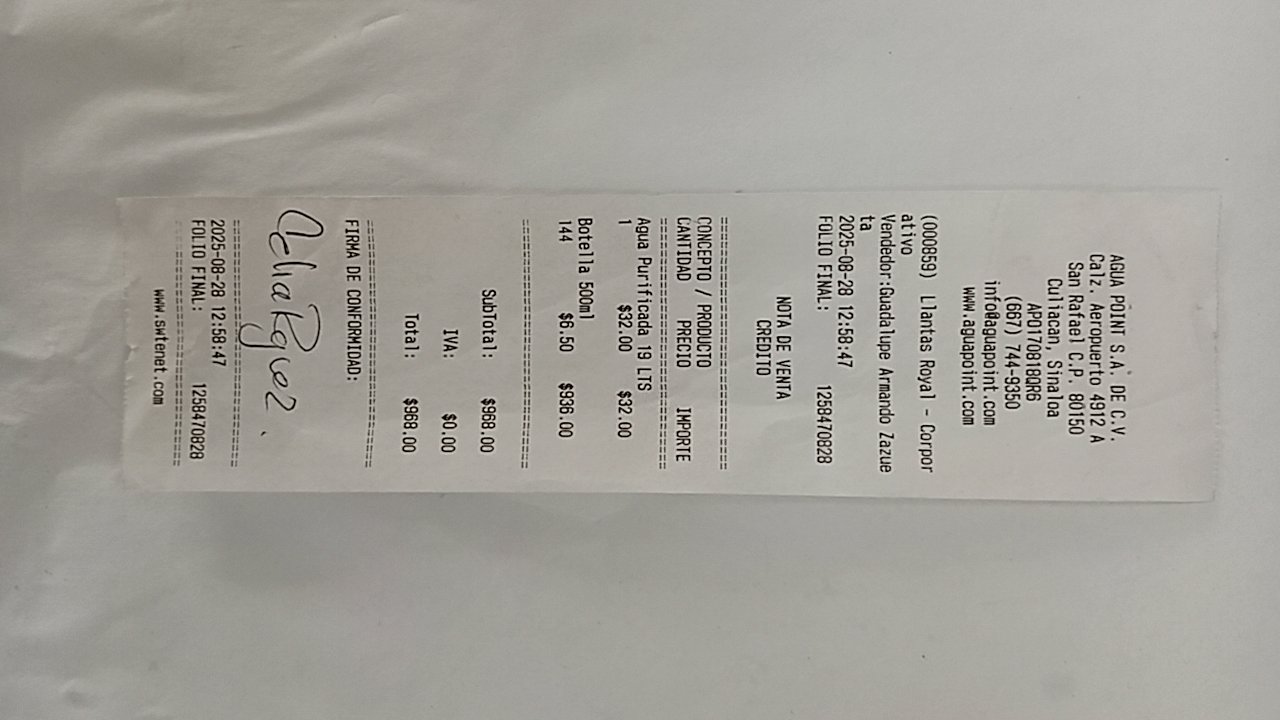 AGUA POINT S.A. DE C.V.
Calz. Aeropuerto 4912 A
San Rafael C.P. 80150
Culiacan, Sinaloa
APO170818QR6
(667) 744-9350
info@aguapoint.com
www.aguapoint.com
(000859) Llantas Royal - Corpor
ativo
Vendedor:Guadalupe Armando Zazue
ta
2025-08-28 12:58:47
FOLIO FINAL: 1258470828
NOTA DE VENTA
CREDITO
================================
CONCEPTO / PRODUCTO
CANTIDAD PRECIO IMPORTE
================================
Agua Purificada 19 LTS
1 $32.00 $32.00
Botella 500ml
144 $6.50 $936.00
================================
SubTotal: $968.00
IVA: $0.00
Total: $968.00
================================
FIRMA DE CONFORMIDAD:
Celia Rguez.
================================
2025-08-28 12:58:47
FOLIO FINAL: 1258470828
================================
www.swtenet.com